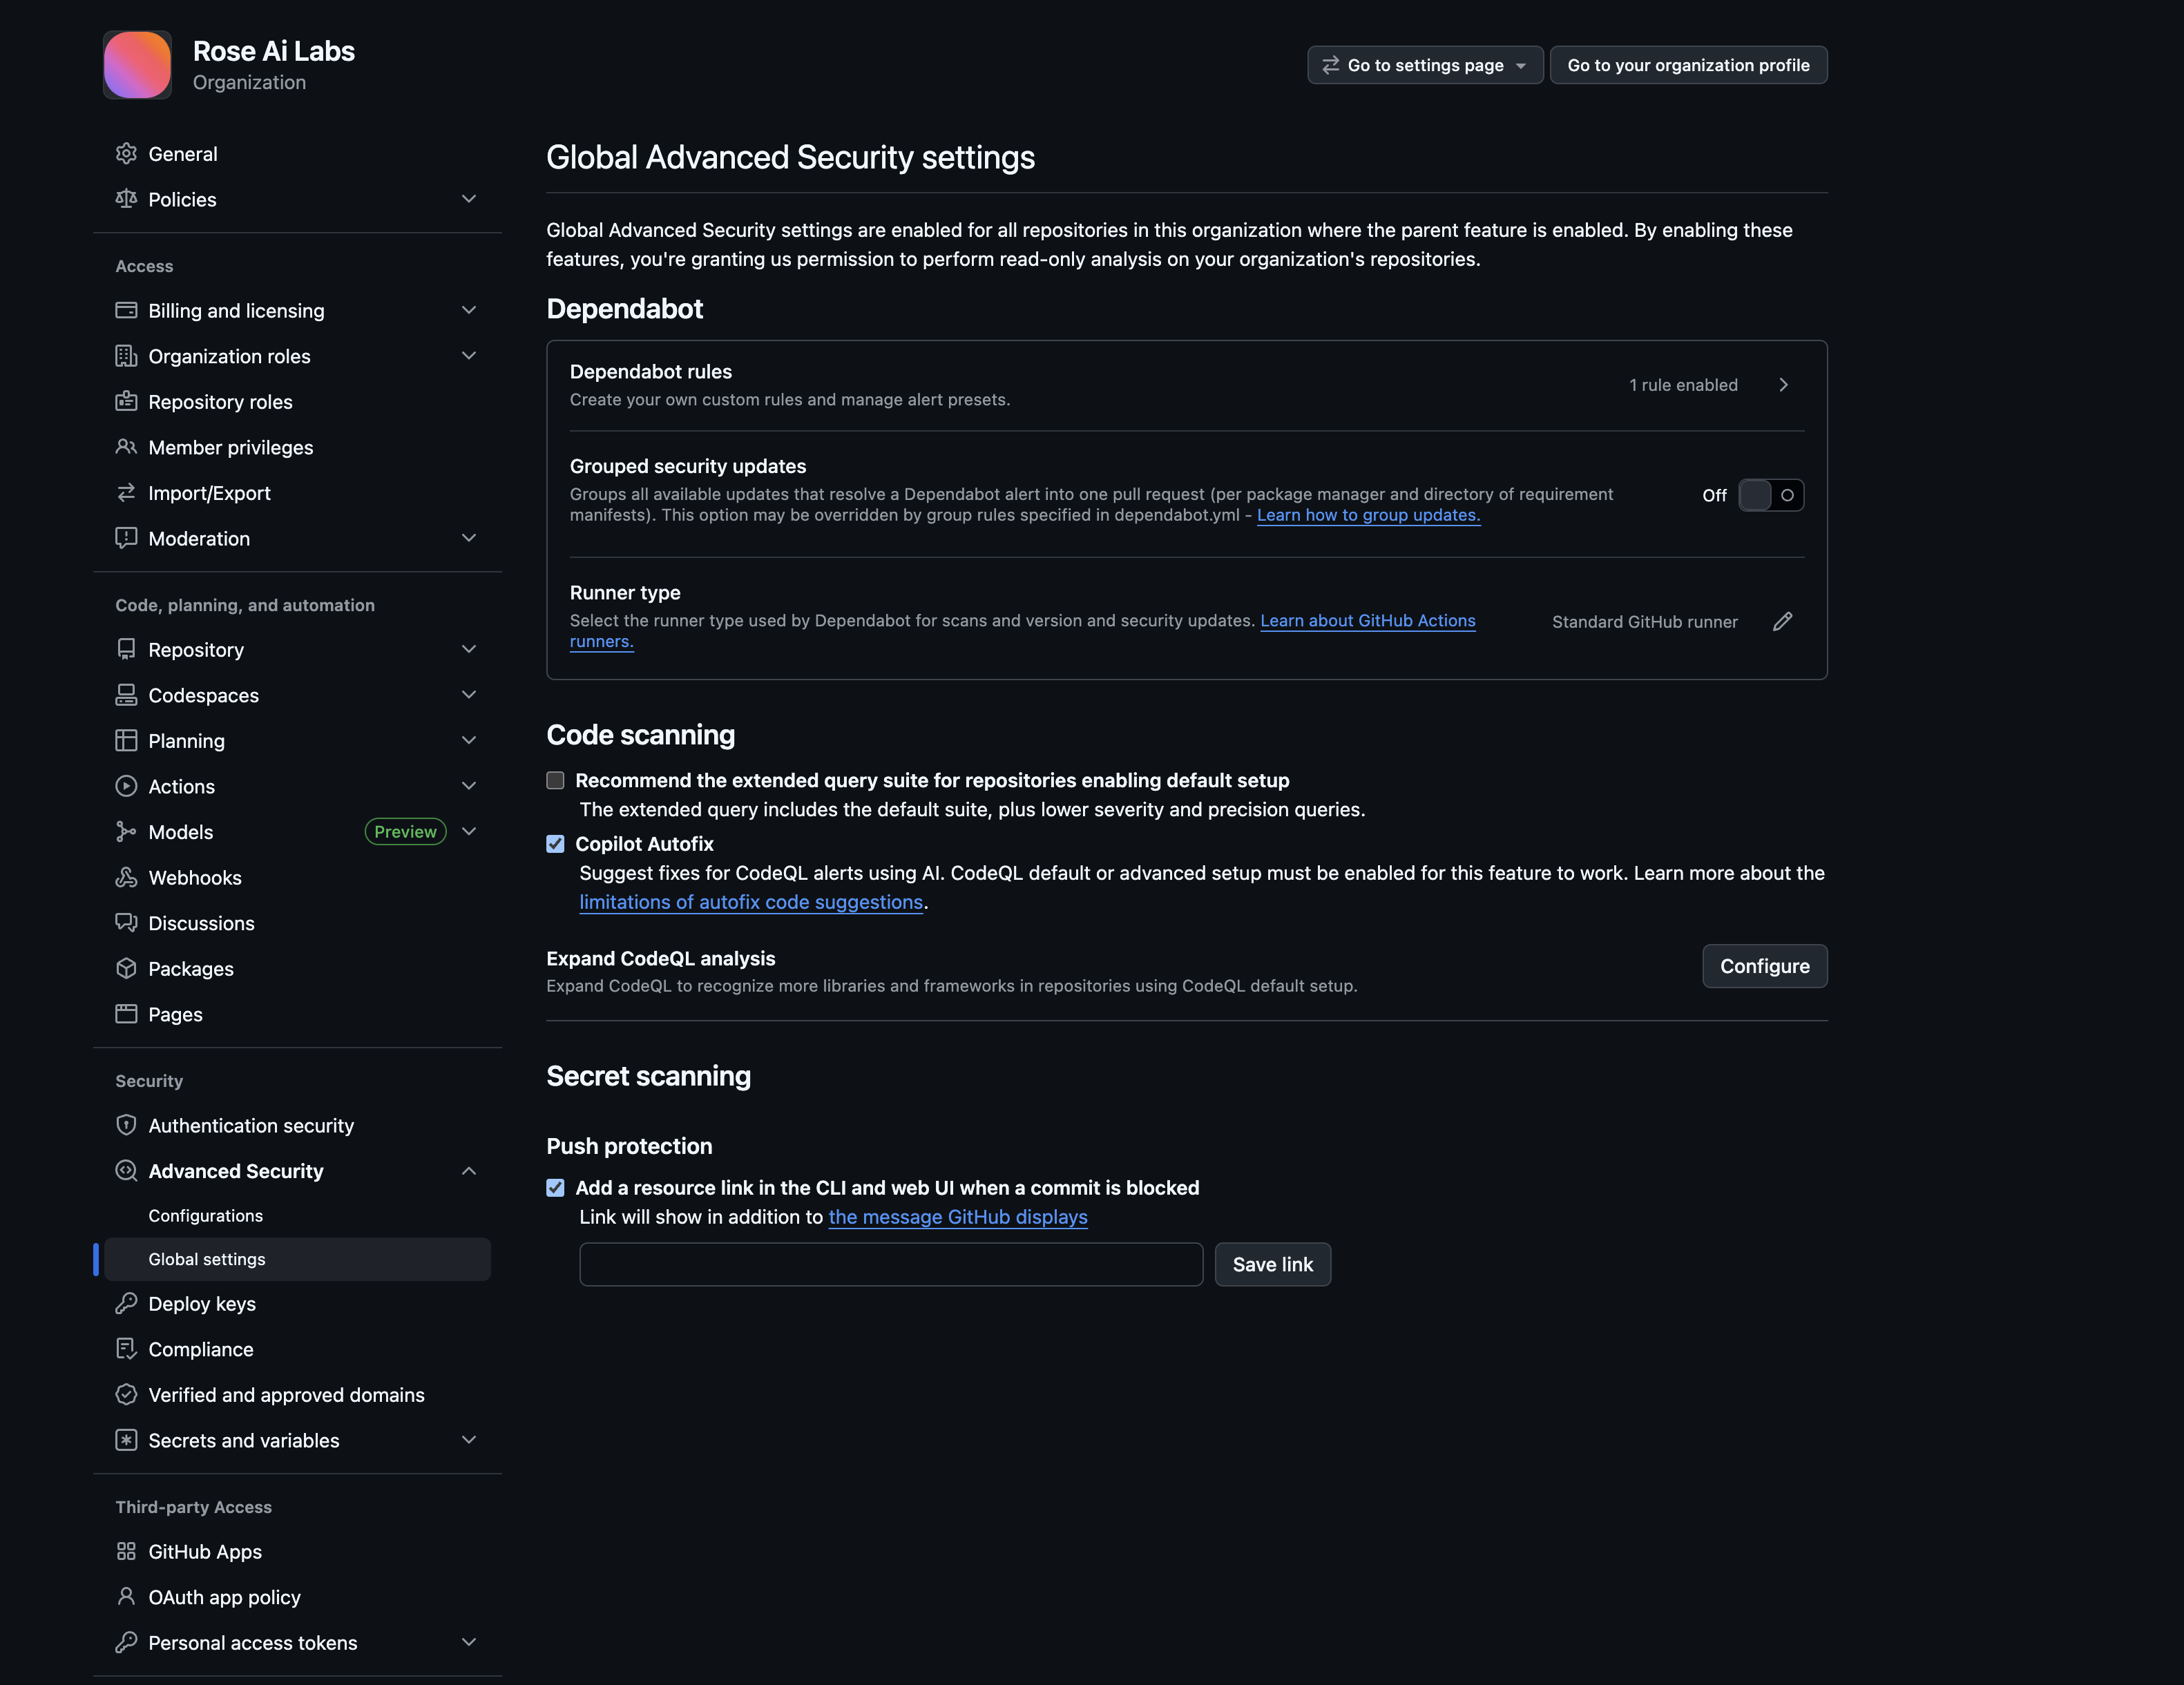 Rose Ai Labs
Organization
Go to settings page
Go to your organization profile
General
Policies
Access
Billing and licensing
Organization roles
Repository roles
Member privileges
Import/Export
Moderation
Code, planning, and automation
Repository
Codespaces
Planning
Actions
Models
Preview
Webhooks
Discussions
Packages
Pages
Security
Authentication security
Advanced Security
Configurations
Global settings
Deploy keys
Compliance
Verified and approved domains
Secrets and variables
Third-party Access
GitHub Apps
OAuth app policy
Personal access tokens
Global Advanced Security settings
Global Advanced Security settings are enabled for all repositories in this organization where the parent feature is enabled. By enabling these
features, you're granting us permission to perform read-only analysis on your organization's repositories.
Dependabot
Dependabot rules
Create your own custom rules and manage alert presets.
1 rule enabled
Grouped security updates
Groups all available updates that resolve a Dependabot alert into one pull request (per package manager and directory of requirement
manifests). This option may be overridden by group rules specified in dependabot.yml - Learn how to group updates.
Off
Runner type
Select the runner type used by Dependabot for scans and version and security updates. Learn about GitHub Actions
runners.
Standard GitHub runner
Code scanning
Recommend the extended query suite for repositories enabling default setup
The extended query includes the default suite, plus lower severity and precision queries.
Copilot Autofix
Suggest fixes for CodeQL alerts using AI. CodeQL default or advanced setup must be enabled for this feature to work. Learn more about the
limitations of autofix code suggestions.
Expand CodeQL analysis
Expand CodeQL to recognize more libraries and frameworks in repositories using CodeQL default setup.
Configure
Secret scanning
Push protection
Add a resource link in the CLI and web UI when a commit is blocked
Link will show in addition to the message GitHub displays
Save link